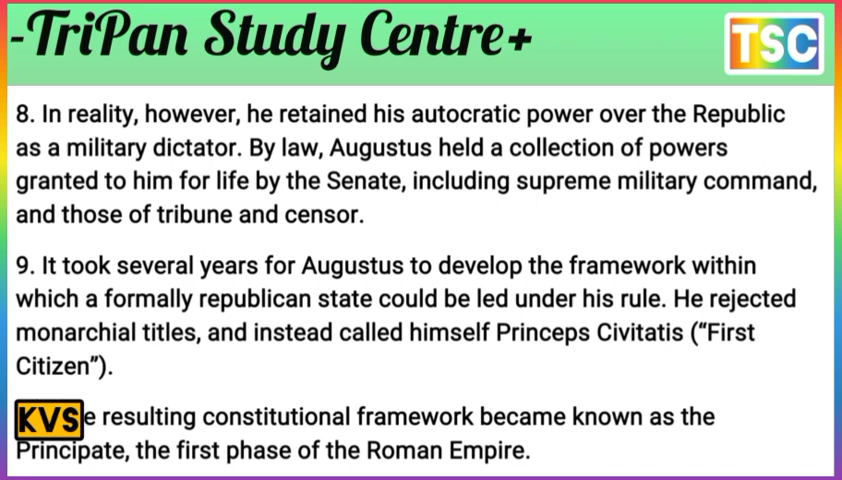 -TriPan Study Centre+
TSC
8. In reality, however, he retained his autocratic power over the Republic
as a military dictator. By law, Augustus held a collection of powers
granted to him for life by the Senate, including supreme military command,
and those of tribune and censor.
9. It took several years for Augustus to develop the framework within
which a formally republican state could be led under his rule. He rejected
monarchial titles, and instead called himself Princeps Civitatis (“First
Citizen”).
KVS resulting constitutional framework became known as the
Principate, the first phase of the Roman Empire.